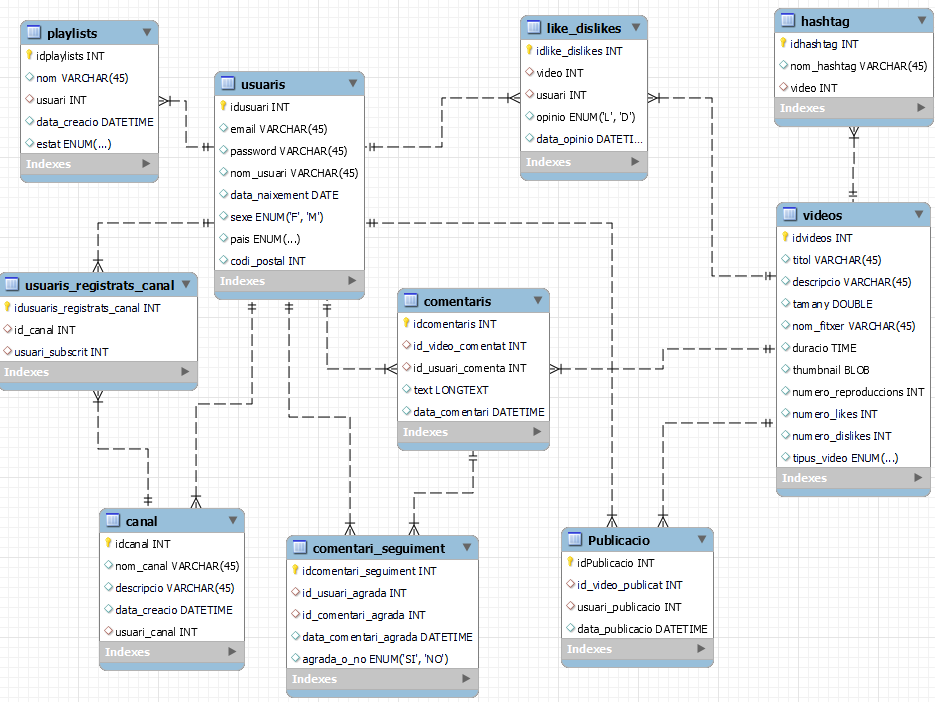 playlists
idplaylists INT
nom VARCHAR(45)
usuari INT
data_creacio DATETIME
estat ENUM(...)
Indexes
usuaris
idusuari INT
email VARCHAR(45)
password VARCHAR(45)
nom_usuari VARCHAR(45)
data_naixement DATE
sexe ENUM('F', 'M')
pais ENUM(...)
codi_postal INT
Indexes
like_dislikes
idlike_dislikes INT
video INT
usuari INT
opinio ENUM('L', 'D')
data_opinio DATETI...
Indexes
hashtag
idhashtag INT
nom_hashtag VARCHAR(45)
video INT
Indexes
videos
idvideos INT
titol VARCHAR(45)
descripcio VARCHAR(45)
tamany DOUBLE
nom_fitxer VARCHAR(45)
duracio TIME
thumbnail BLOB
numero_reproduccions INT
numero_likes INT
numero_dislikes INT
tipus_video ENUM(...)
Indexes
usuaris_registrats_canal
idusuaris_registrats_canal INT
id_canal INT
usuari_subscrit INT
Indexes
comentaris
idcomentaris INT
id_video_comentat INT
id_usuari_comenta INT
text LONGTEXT
data_comentari DATETIME
Indexes
canal
idcanal INT
nom_canal VARCHAR(45)
descripcio VARCHAR(45)
data_creacio DATETIME
usuari_canal INT
Indexes
comentari_seguiment
idcomentari_seguiment INT
id_usuari_agrada INT
id_comentari_agrada INT
data_comentari_agrada DATETIME
agrada_o_no ENUM('SI', 'NO')
Indexes
Publicacio
idPublicacio INT
id_video_publicat INT
usuari_publicacio INT
data_publicacio DATETIME
Indexes